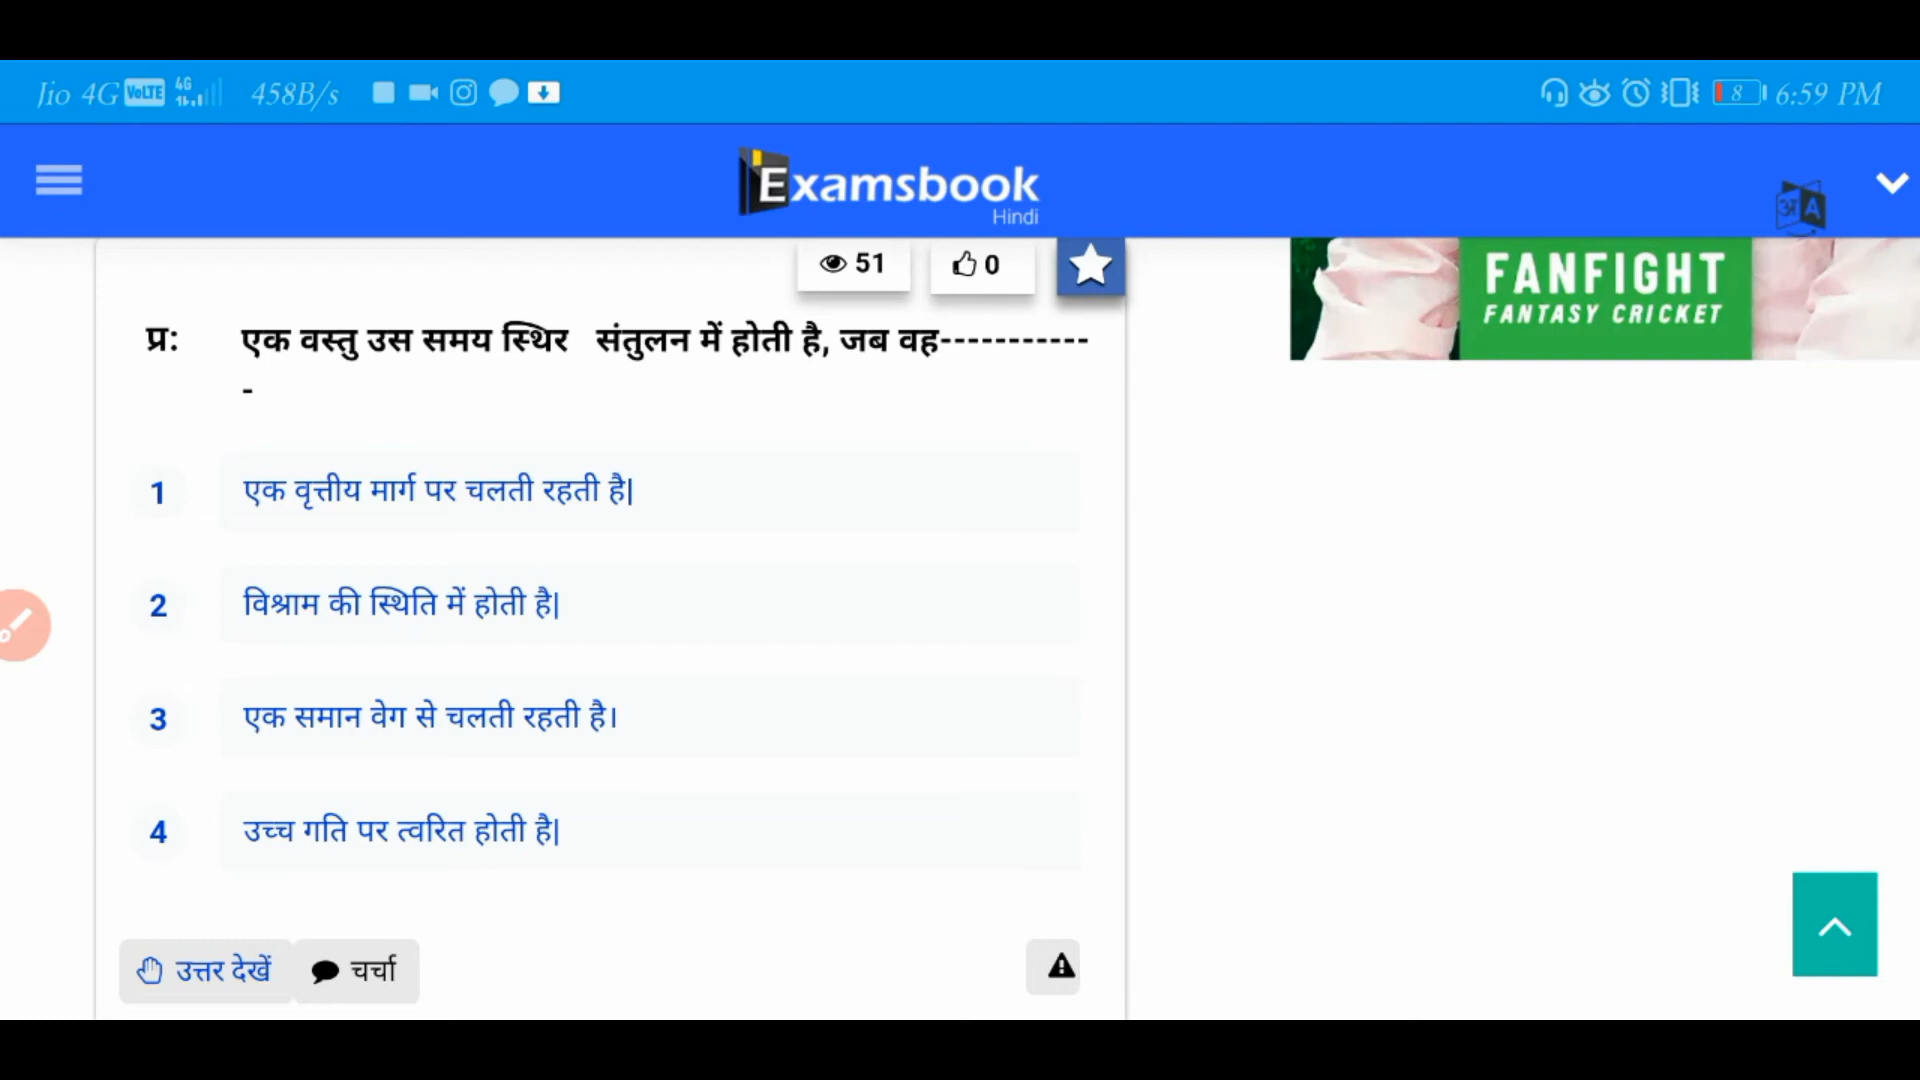 Jio 4G VoLTE 4G 458B/s 8 6:59 PM
Examsbook
Hindi
अ A
51 0
FANFIGHT
FANTASY CRICKET
प्र: एक वस्तु उस समय स्थिर संतुलन में होती है, जब वह-----------
-
1 एक वृत्तीय मार्ग पर चलती रहती है|
2 विश्राम की स्थिति में होती है|
3 एक समान वेग से चलती रहती है।
4 उच्च गति पर त्वरित होती है|
उत्तर देखें चर्चा